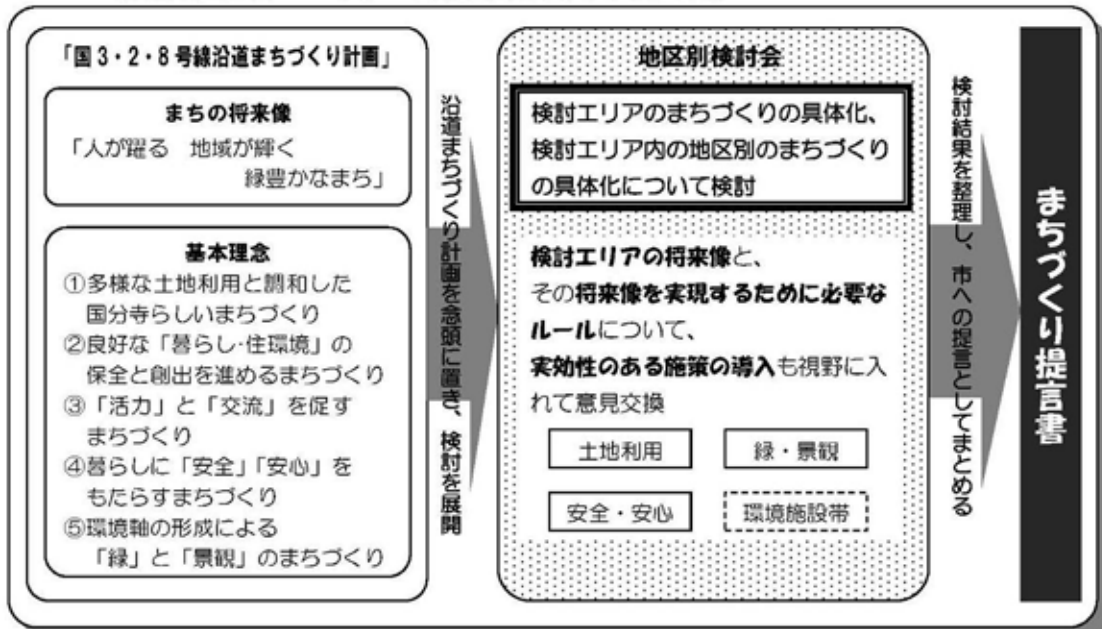 「国３・２・８号線沿道まちづくり計画」
まちの将来像
「人が躍る　地域が輝く
緑豊かなまち」
基本理念
①多様な土地利用と調和した
国分寺らしいまちづくり
②良好な「暮らし・住環境」の
保全と創出を進めるまちづくり
③「活力」と「交流」を促す
まちづくり
④暮らしに「安全」「安心」を
もたらすまちづくり
⑤環境軸の形成による
「緑」と「景観」のまちづくり
沿道まちづくり計画を念頭に置き、検討を展開
地区別検討会
検討エリアのまちづくりの具体化、
検討エリア内の地区別のまちづくり
の具体化について検討
検討エリアの将来像と、
その将来像を実現するために必要な
ルールについて、
実効性のある施策の導入も視野に入
れて意見交換
土地利用
緑・景観
安全・安心
環境施設帯
検討結果を整理し、市への提言としてまとめる
まちづくり提言書